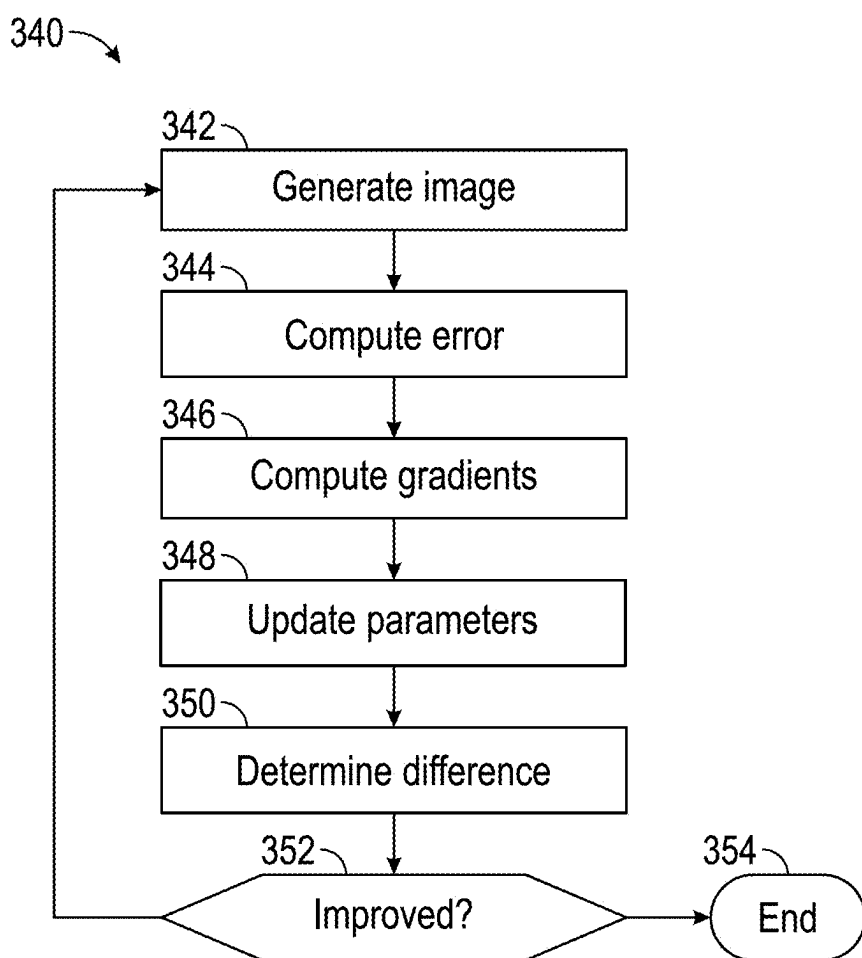 340
342
Generate image
344
Compute error
346
Compute gradients
348
Update parameters
350
Determine difference
352
Improved?
354
End